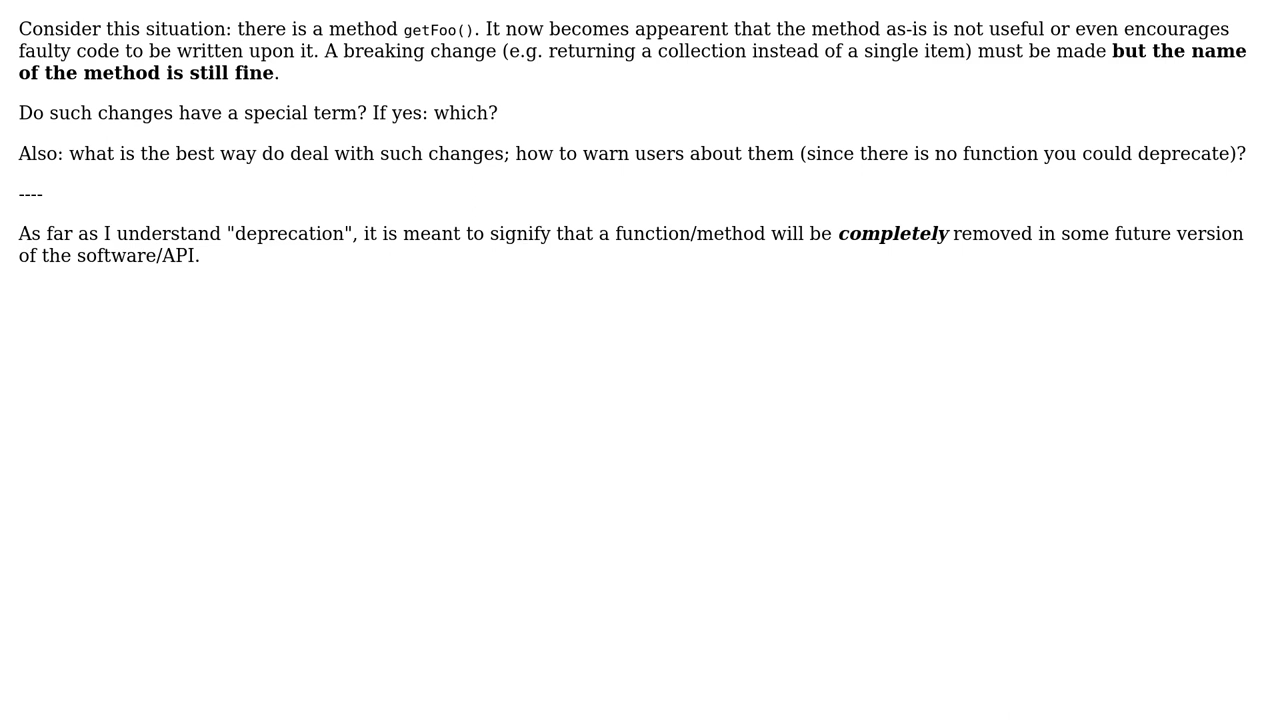 Consider this situation: there is a method getFoo(). It now becomes appearent that the method as-is is not useful or even encourages
faulty code to be written upon it. A breaking change (e.g. returning a collection instead of a single item) must be made but the name
of the method is still fine.
Do such changes have a special term? If yes: which?
Also: what is the best way do deal with such changes; how to warn users about them (since there is no function you could deprecate)?
----
As far as I understand "deprecation", it is meant to signify that a function/method will be completely removed in some future version
of the software/API.